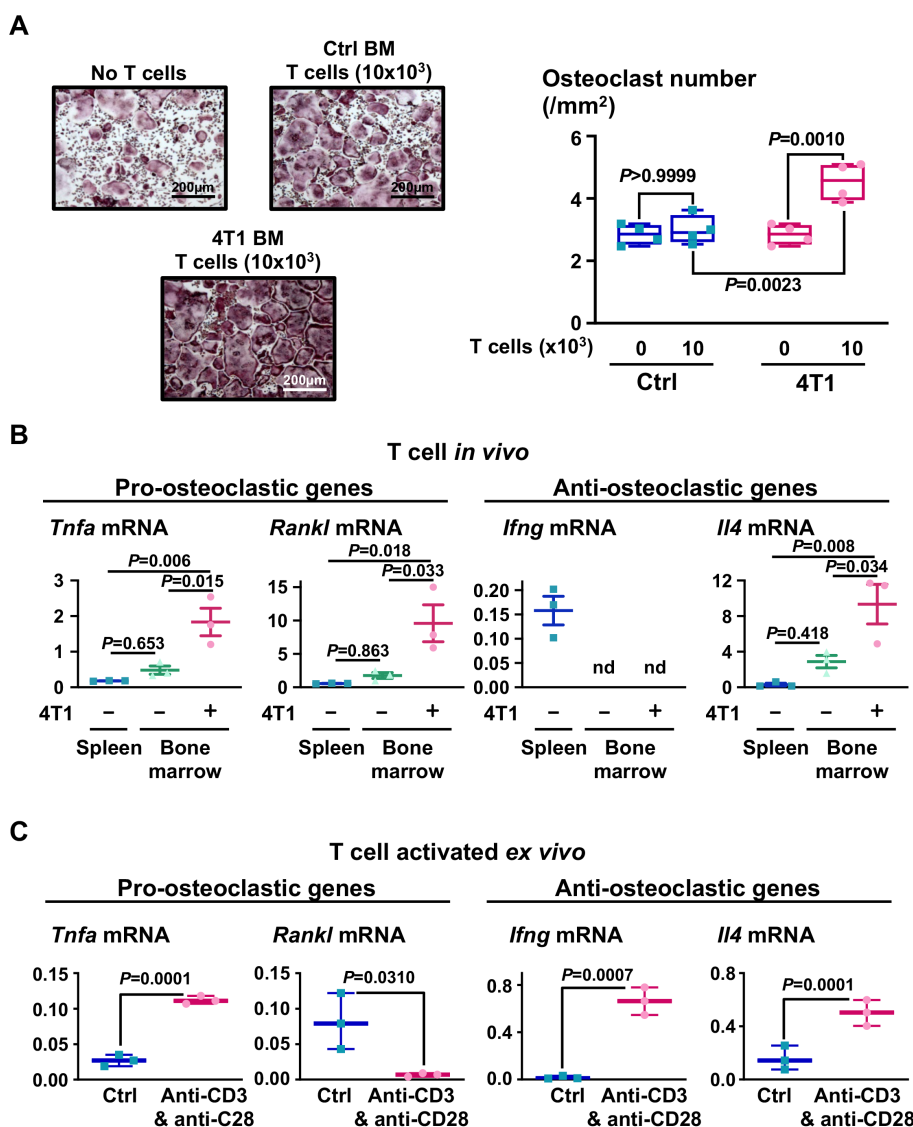 A
No T cells
200μm
Ctrl BM
T cells (10x10³)
200μm
4T1 BM
T cells (10x10³)
200μm
Osteoclast number
(/mm²)
6
4
2
0
P>0.9999
P=0.0010
P=0.0023
T cells (x10³)
0
10
0
10
Ctrl
4T1
B
T cell in vivo
Pro-osteoclastic genes
Anti-osteoclastic genes
Tnfa mRNA
P=0.006
P=0.015
P=0.653
3
2
1
0
4T1
–
–
+
Spleen
Bone
marrow
Rankl mRNA
P=0.018
P=0.033
P=0.863
15
10
5
0
–
–
+
Spleen
Bone
marrow
Ifng mRNA
0.20
0.15
0.10
0.05
0.00
nd
nd
4T1
–
–
+
Spleen
Bone
marrow
Il4 mRNA
P=0.008
P=0.034
P=0.418
12
8
4
0
4T1
–
–
+
Spleen
Bone
marrow
C
T cell activated ex vivo
Pro-osteoclastic genes
Anti-osteoclastic genes
Tnfa mRNA
P=0.0001
0.15
0.10
0.05
0.00
Ctrl
Anti-CD3
& anti-C28
Rankl mRNA
P=0.0310
0.15
0.10
0.05
0.00
Ctrl
Anti-CD3
& anti-CD28
Ifng mRNA
P=0.0007
0.8
0.4
0.0
Ctrl
Anti-CD3
& anti-CD28
Il4 mRNA
P=0.0001
0.8
0.4
0.0
Ctrl
Anti-CD3
& anti-CD28